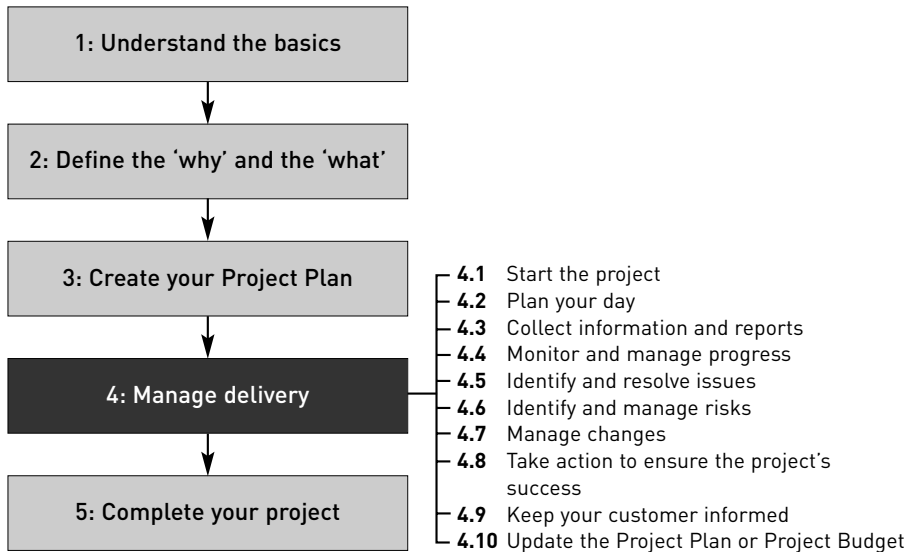 1: Understand the basics
2: Define the ‘why’ and the ‘what’
3: Create your Project Plan
4: Manage delivery
5: Complete your project
4.1 Start the project
4.2 Plan your day
4.3 Collect information and reports
4.4 Monitor and manage progress
4.5 Identify and resolve issues
4.6 Identify and manage risks
4.7 Manage changes
4.8 Take action to ensure the project’s
success
4.9 Keep your customer informed
4.10 Update the Project Plan or Project Budget